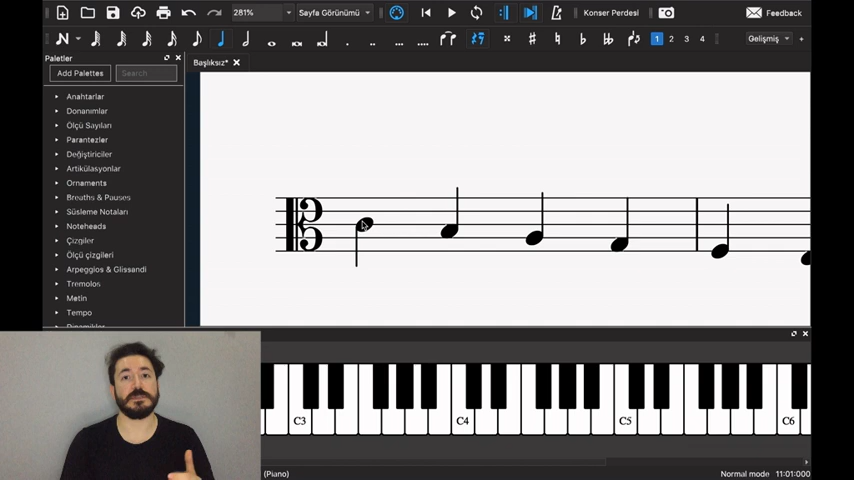 281%
Sayfa Görünümü
Konser Perdesi
Feedback
1 2 3 4
Gelişmiş
Paletler
Başlıksız*
Add Palettes
Search
Anahtarlar
Donanımlar
Ölçü Sayıları
Parantezler
Değiştiriciler
Artikülasyonlar
Ornaments
Breaths & Pauses
Süsleme Notaları
Noteheads
Çizgiler
Ölçü çizgileri
Arpeggios & Glissandi
Tremolos
Metin
Tempo
Dinamikler
C3 C4 C5 C6
(Piano)
Normal mode 11:01:000